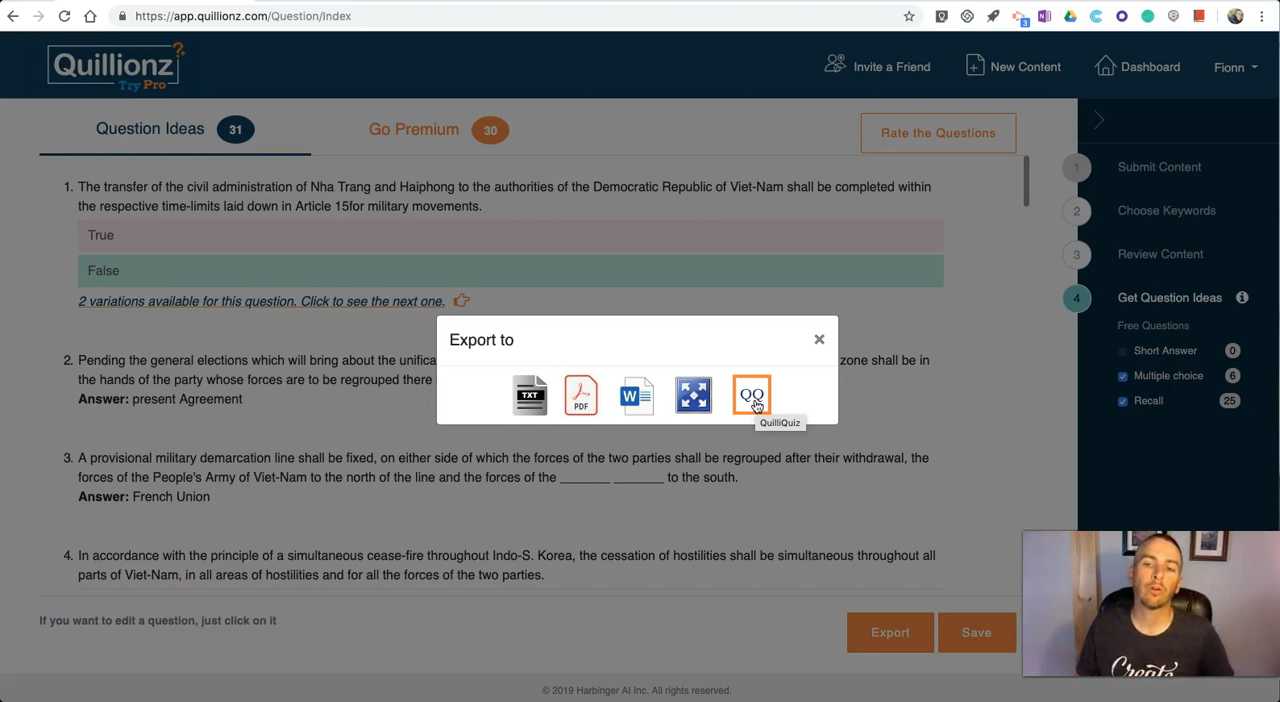 https://app.quillionz.com/Question/Index
3
Quillionz?
Try Pro
Invite a Friend
New Content
Dashboard
Fionn
Question Ideas 31
Go Premium 30
Rate the Questions
1. The transfer of the civil administration of Nha Trang and Haiphong to the authorities of the Democratic Republic of Viet-Nam shall be completed within
the respective time-limits laid down in Article 15for military movements.
True
False
2 variations available for this question. Click to see the next one.
2. Pending the general elections which will bring about the unifica zone shall be in
the hands of the party whose forces are to be regrouped there
Answer: present Agreement
3. A provisional military demarcation line shall be fixed, on either side of which the forces of the two parties shall be regrouped after their withdrawal, the
forces of the People's Army of Viet-Nam to the north of the line and the forces of the _______ _______ to the south.
Answer: French Union
4. In accordance with the principle of a simultaneous cease-fire throughout Indo-S. Korea, the cessation of hostilities shall be simultaneous throughout all
parts of Viet-Nam, in all areas of hostilities and for all the forces of the two parties.
If you want to edit a question, just click on it
Export
Save
© 2019 Harbinger AI Inc. All rights reserved.
Export to
×
TXT
PDF
W
QQ
QuilliQuiz
1 Submit Content
2 Choose Keywords
3 Review Content
4 Get Question Ideas i
Free Questions
Short Answer 0
Multiple choice 6
Recall 25
Create